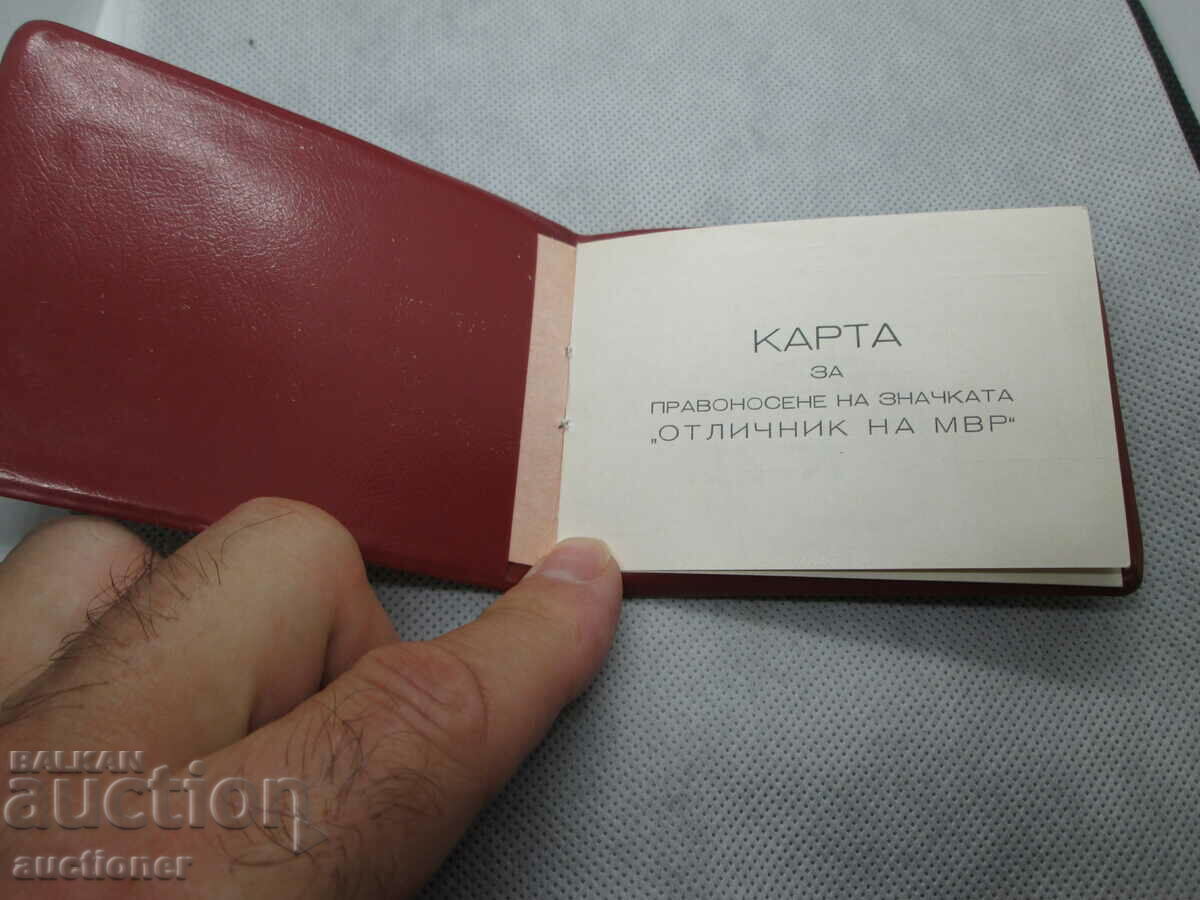 КАРТА
ЗА
ПРАВОНОСЕНЕ НА ЗНАЧКАТА
„ОТЛИЧНИК НА МВР“
BALKAN
auction
auctioner